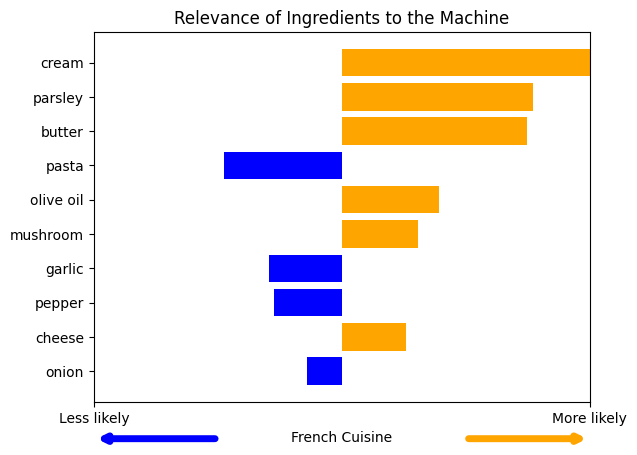 Relevance of Ingredients to the Machine
cream
parsley
butter
pasta
olive oil
mushroom
garlic
pepper
cheese
onion
Less likely
More likely
French Cuisine